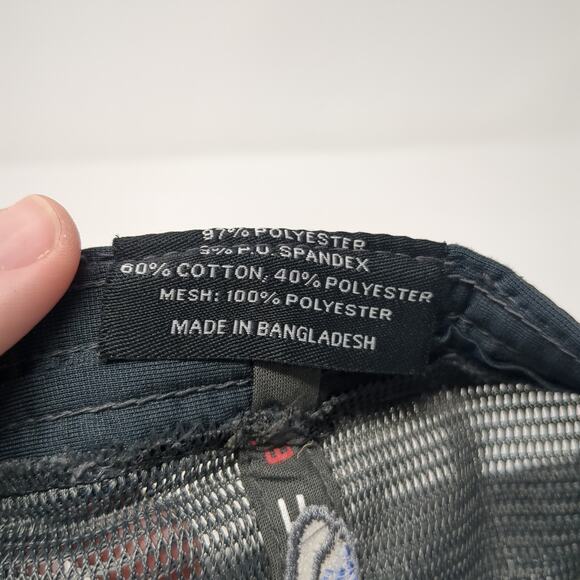 97% POLYESTER
3% P.U. SPANDEX
60% COTTON, 40% POLYESTER
MESH: 100% POLYESTER
MADE IN BANGLADESH